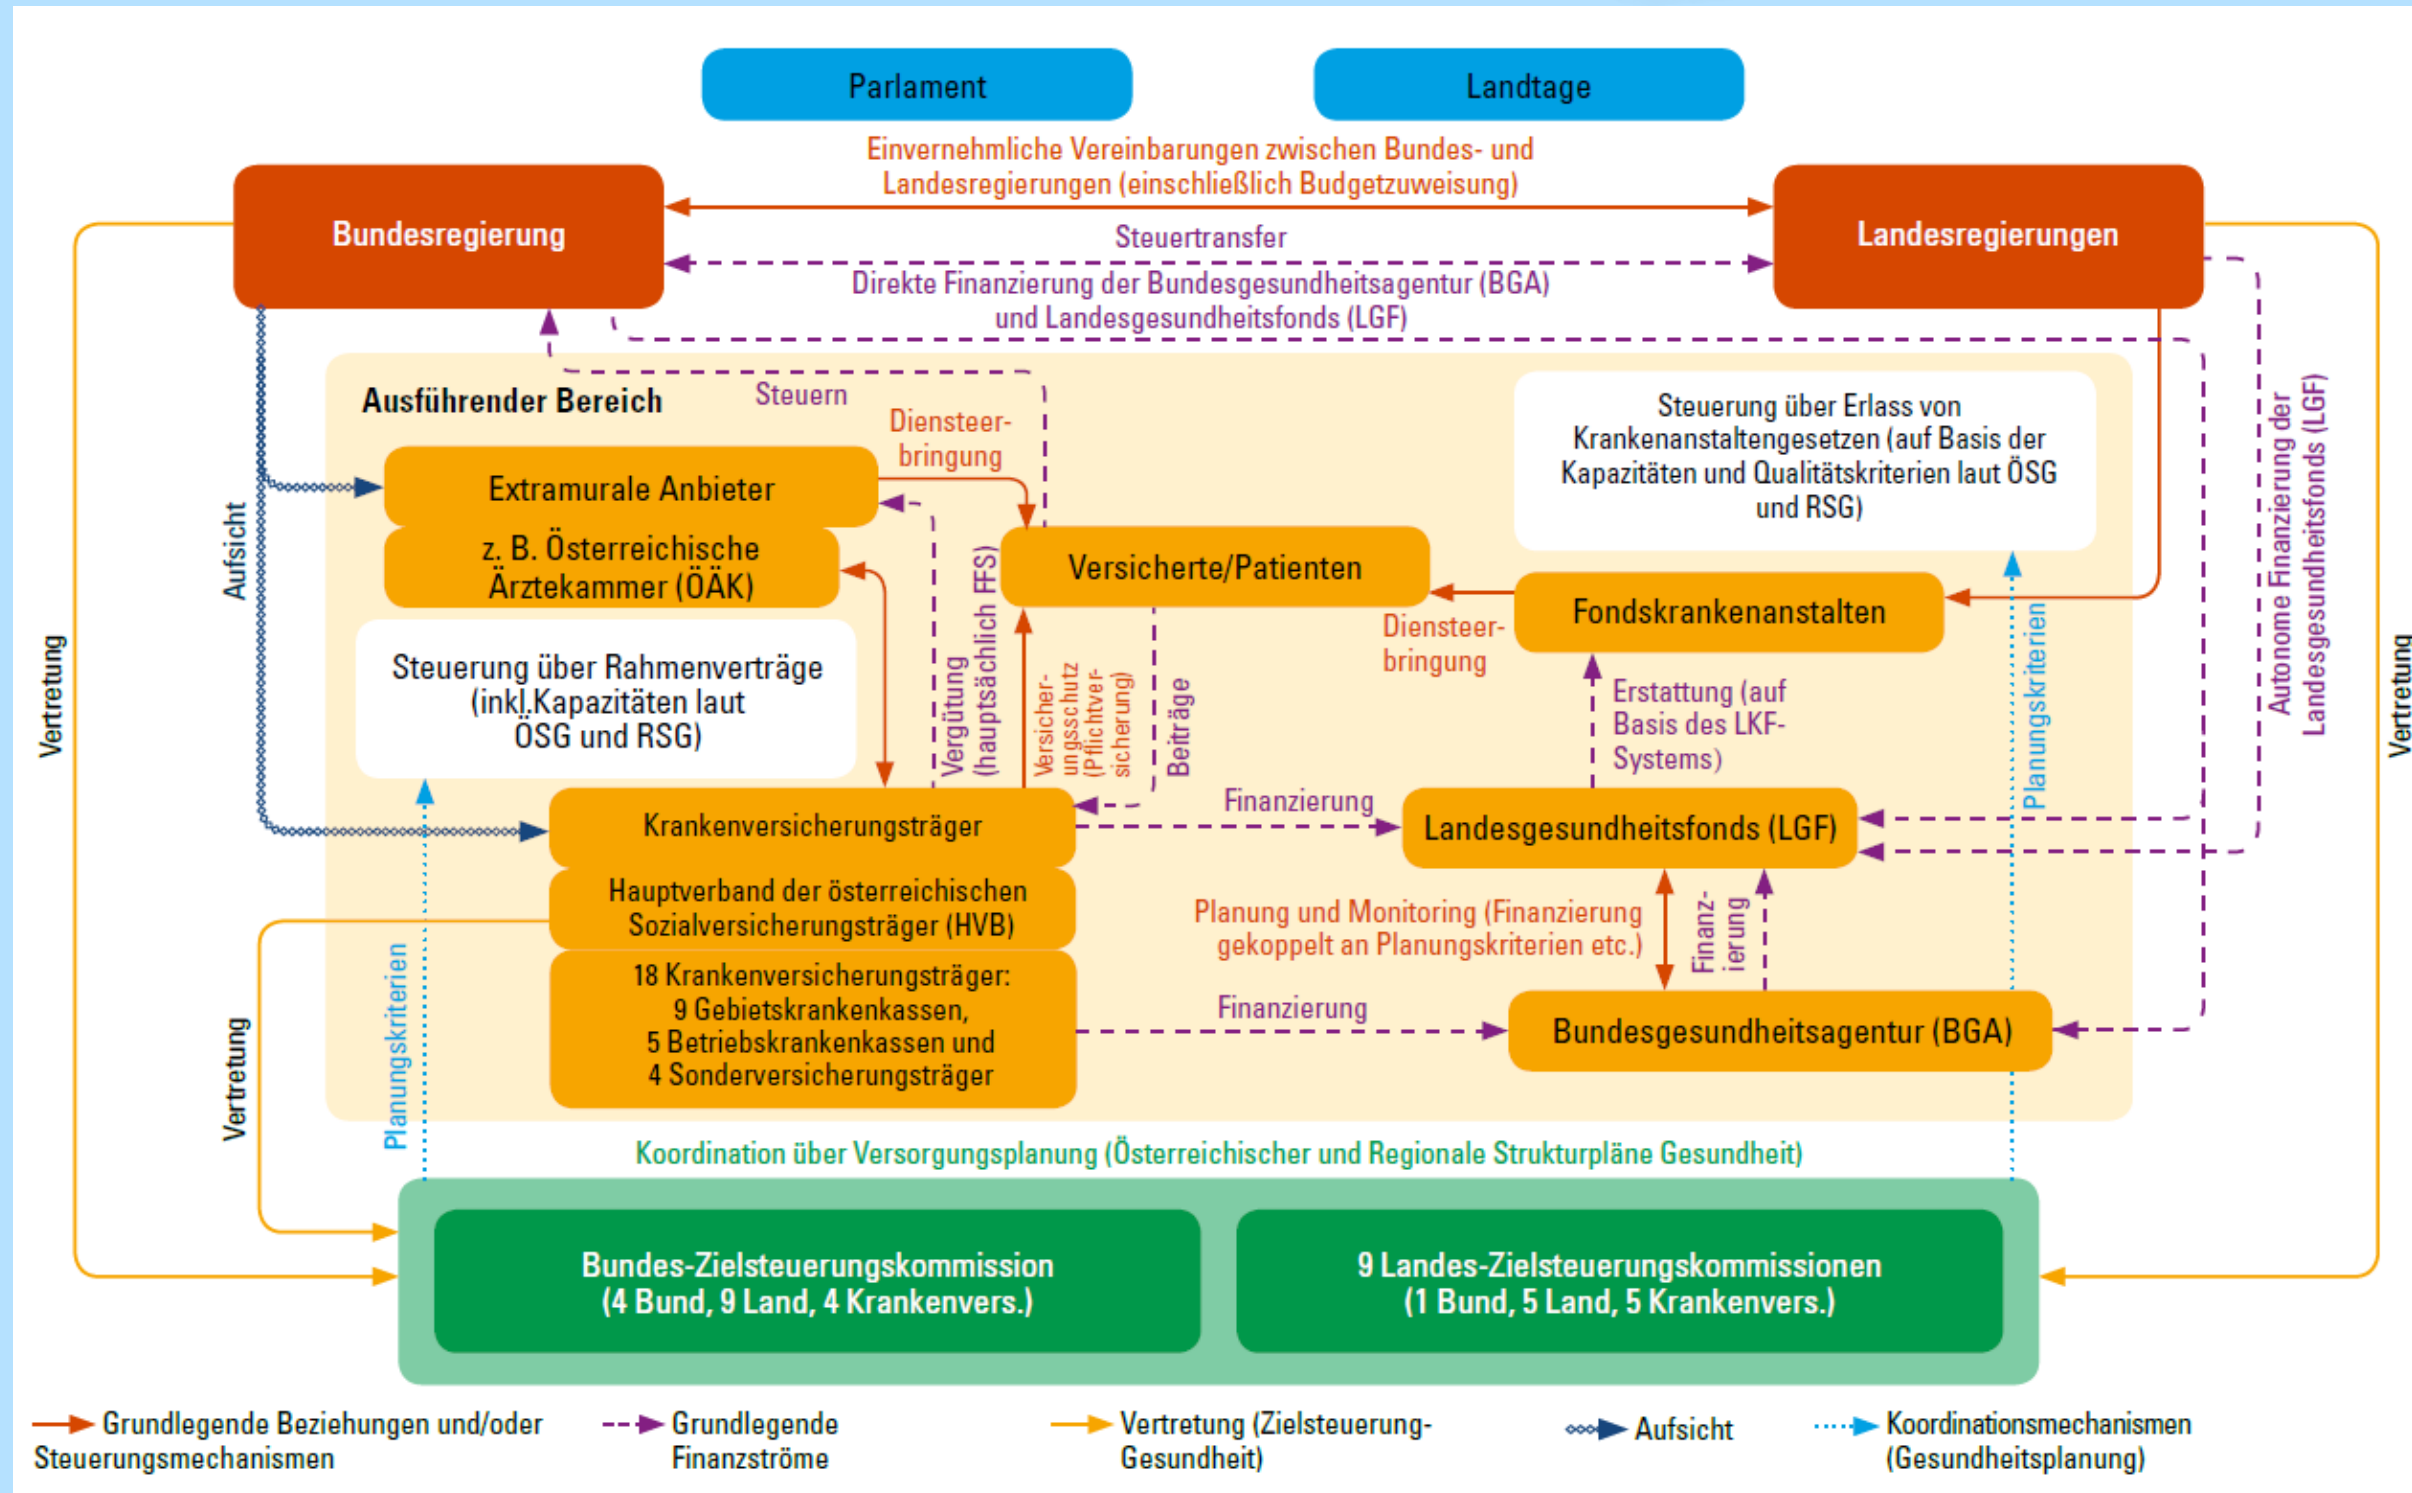 Parlament
Landtage
Einvernehmliche Vereinbarungen zwischen Bundes- und
Landesregierungen (einschließlich Budgetzuweisung)
Bundesregierung
Landesregierungen
Steuertransfer
Direkte Finanzierung der Bundesgesundheitsagentur (BGA)
und Landesgesundheitsfonds (LGF)
Ausführender Bereich
Steuern
Diensteer-
bringung
Steuerung über Erlass von
Krankenanstaltengesetzen (auf Basis der
Kapazitäten und Qualitätskriterien laut ÖSG
und RSG)
Autonome Finanzierung der
Landesgesundheitsfonds (LGF)
Extramurale Anbieter
z. B. Österreichische
Ärztekammer (ÖÄK)
Aufsicht
Versicherte/Patienten
Fondskrankenanstalten
Diensteer-
bringung
Vertretung
Steuerung über Rahmenverträge
(inkl.Kapazitäten laut
ÖSG und RSG)
Vergütung
(hauptsächlich FFS)
Versicher-
ungsschutz
(Pflichtver-
sicherung)
Beiträge
Erstattung (auf
Basis des LKF-
Systems)
Planungskriterien
Vertretung
Krankenversicherungsträger
Finanzierung
Landesgesundheitsfonds (LGF)
Hauptverband der österreichischen
Sozialversicherungsträger (HVB)
Planung und Monitoring (Finanzierung
gekoppelt an Planungskriterien etc.)
Finanz-
ierung
18 Krankenversicherungsträger:
9 Gebietskrankenkassen,
5 Betriebskrankenkassen und
4 Sonderversicherungsträger
Finanzierung
Bundesgesundheitsagentur (BGA)
Vertretung
Planungskriterien
Koordination über Versorgungsplanung (Österreichischer und Regionale Strukturpläne Gesundheit)
Bundes-Zielsteuerungskommission
(4 Bund, 9 Land, 4 Krankenvers.)
9 Landes-Zielsteuerungskommissionen
(1 Bund, 5 Land, 5 Krankenvers.)
Grundlegende Beziehungen und/oder
Steuerungsmechanismen
Grundlegende
Finanzströme
Vertretung (Zielsteuerung-
Gesundheit)
Aufsicht
Koordinationsmechanismen
(Gesundheitsplanung)